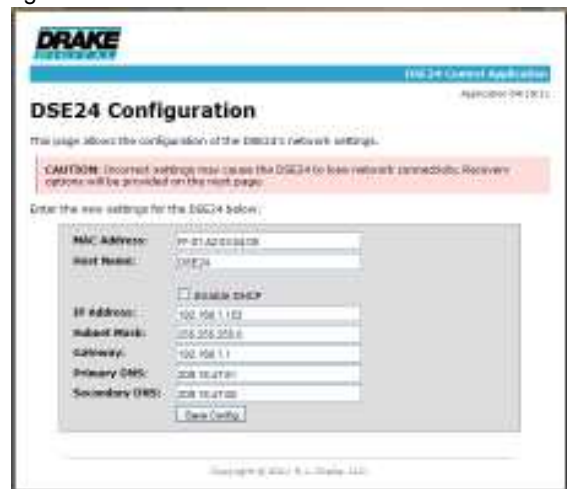 DRAKE
DIGITAL
DSE24 Control Application
DSE24 Configuration
This page allows the configuration of the DSE24's network settings.
CAUTION: Incorrect settings may cause the DSE24 to lose network connectivity. Recovery
options will be provided on the next page.
Enter the new settings for the DSE24 below:
MAC Address:
Host Name: DSE24
Enable DHCP
IP Address: 192.168.1.102
Subnet Mask: 255.255.255.0
Gateway: 192.168.1.1
Primary DNS:
Secondary DNS:
Save Config